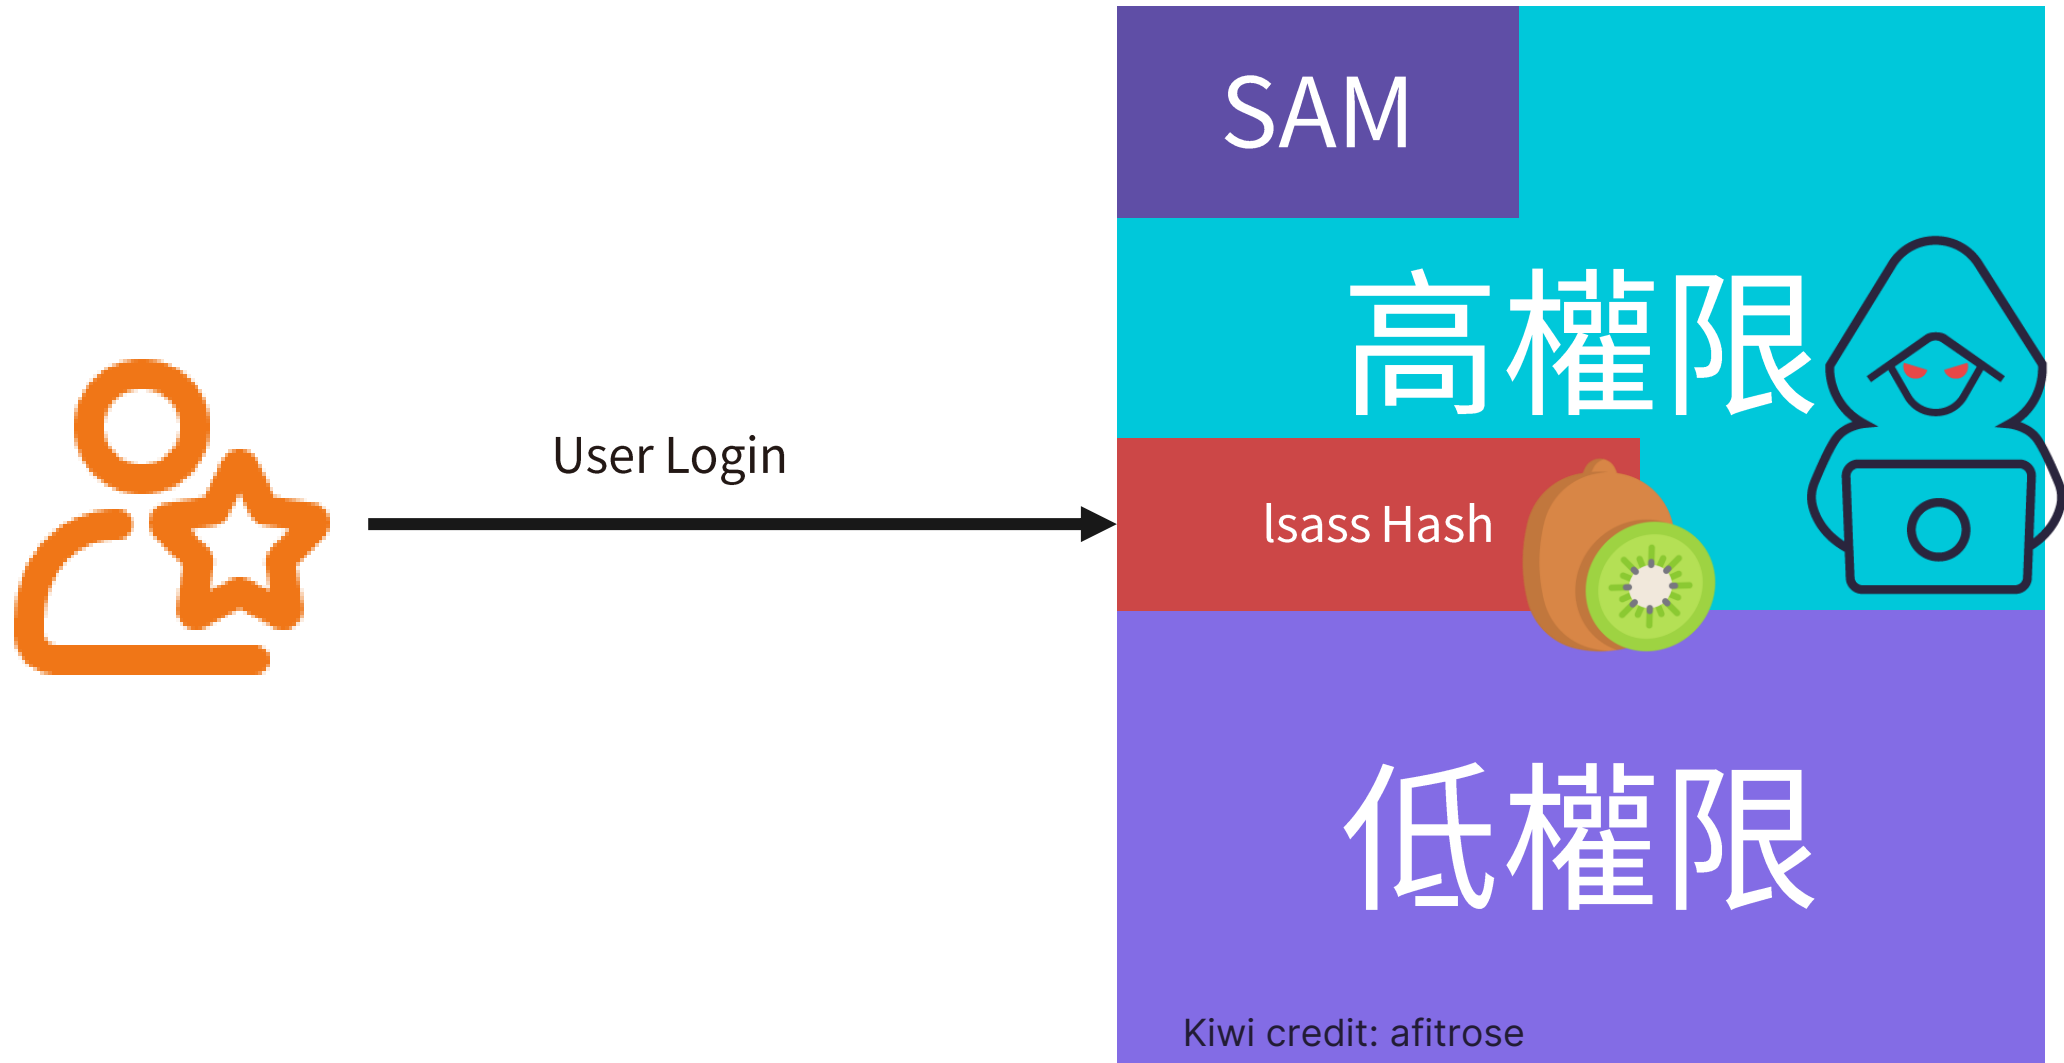 SAM
高權限
User Login
lsass Hash
低權限
Kiwi credit: afitrose